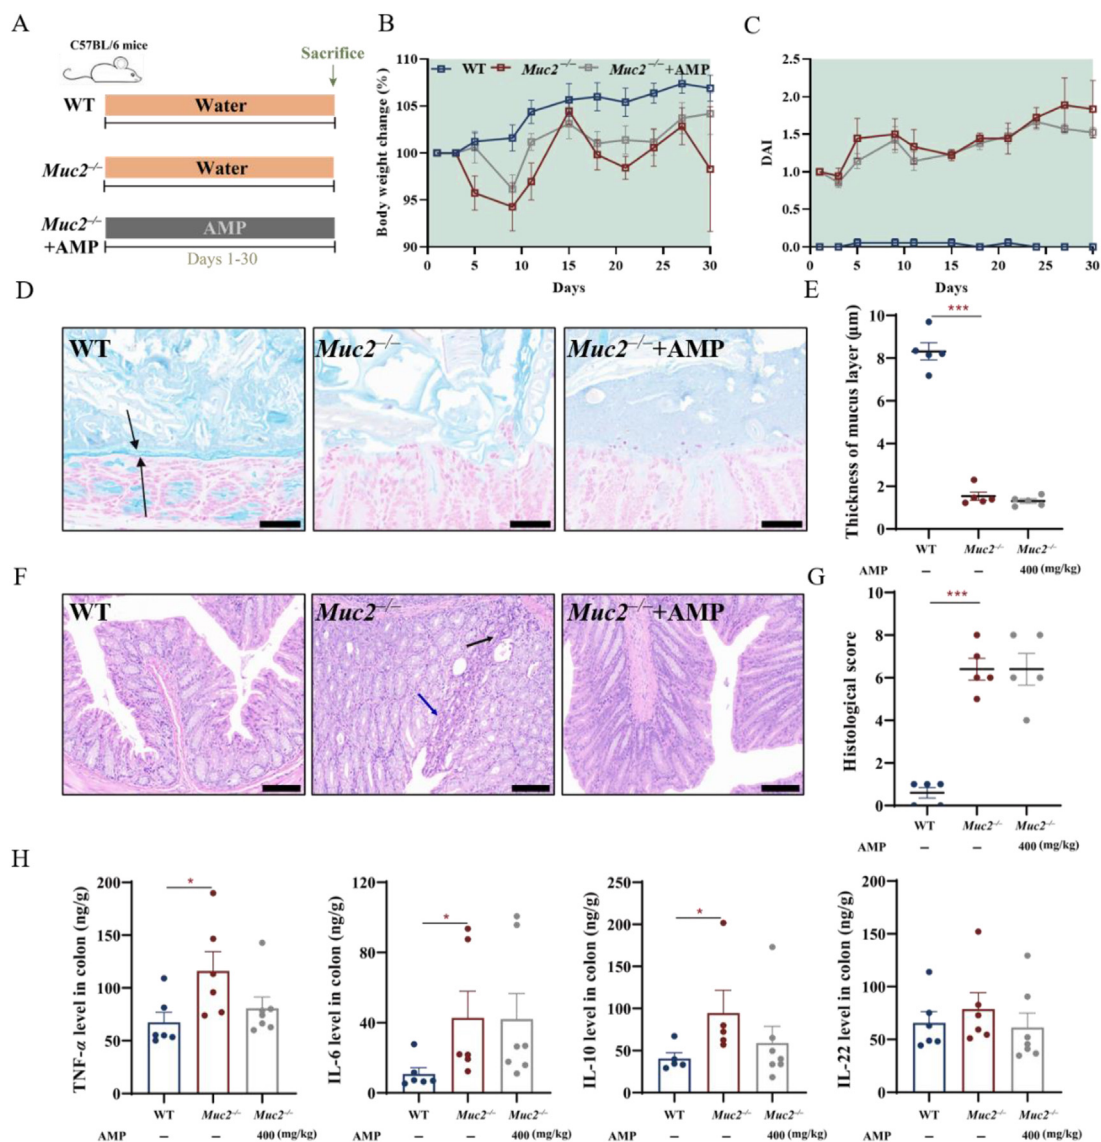 A
C57BL/6 mice
Sacrifice
WT
Water
Muc2⁻/⁻
Water
Muc2⁻/⁻
+AMP
AMP
Days 1-30
B
WT Muc2⁻/⁻ Muc2⁻/⁻+AMP
Body weight change (%)
110
105
100
95
90
0 5 10 15 20 25 30
Days
C
DAI
2.5
2.0
1.5
1.0
0.5
0.0
0 5 10 15 20 25 30
Days
D
WT
Muc2⁻/⁻
Muc2⁻/⁻+AMP
E
Thickness of mucus layer (μm)
10
8
6
4
2
0
***
WT Muc2⁻/⁻ Muc2⁻/⁻
AMP – – 400 (mg/kg)
F
WT
Muc2⁻/⁻
Muc2⁻/⁻+AMP
G
Histological score
10
8
6
4
2
0
***
WT Muc2⁻/⁻ Muc2⁻/⁻
AMP – – 400 (mg/kg)
H
TNF-α level in colon (ng/g)
200
150
100
50
0
*
WT Muc2⁻/⁻ Muc2⁻/⁻
AMP – – 400 (mg/kg)
IL-6 level in colon (ng/g)
120
80
40
0
*
WT Muc2⁻/⁻ Muc2⁻/⁻
– – 400 (mg/kg)
IL-10 level in colon (ng/g)
250
200
150
100
50
0
*
WT Muc2⁻/⁻ Muc2⁻/⁻
AMP – – 400 (mg/kg)
IL-22 level in colon (ng/g)
200
150
100
50
0
WT Muc2⁻/⁻ Muc2⁻/⁻
– – 400 (mg/kg)